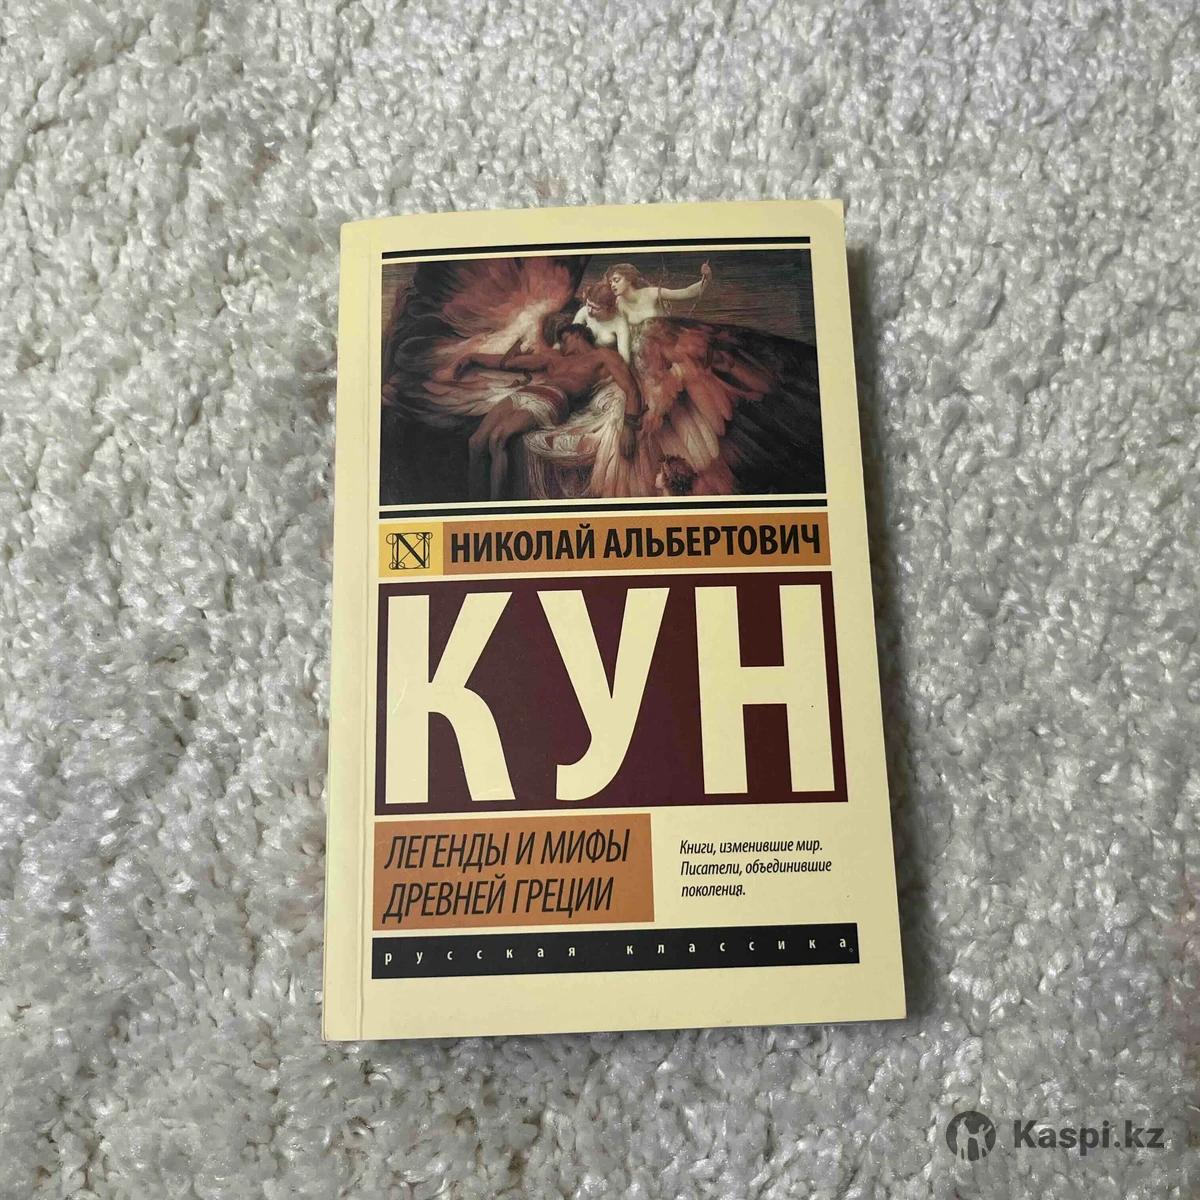 N
НИКОЛАЙ АЛЬБЕРТОВИЧ
КУН
ЛЕГЕНДЫ И МИФЫ
ДРЕВНЕЙ ГРЕЦИИ
Книги, изменившие мир.
Писатели, объединившие
поколения.
русская классика
Kaspi.kz